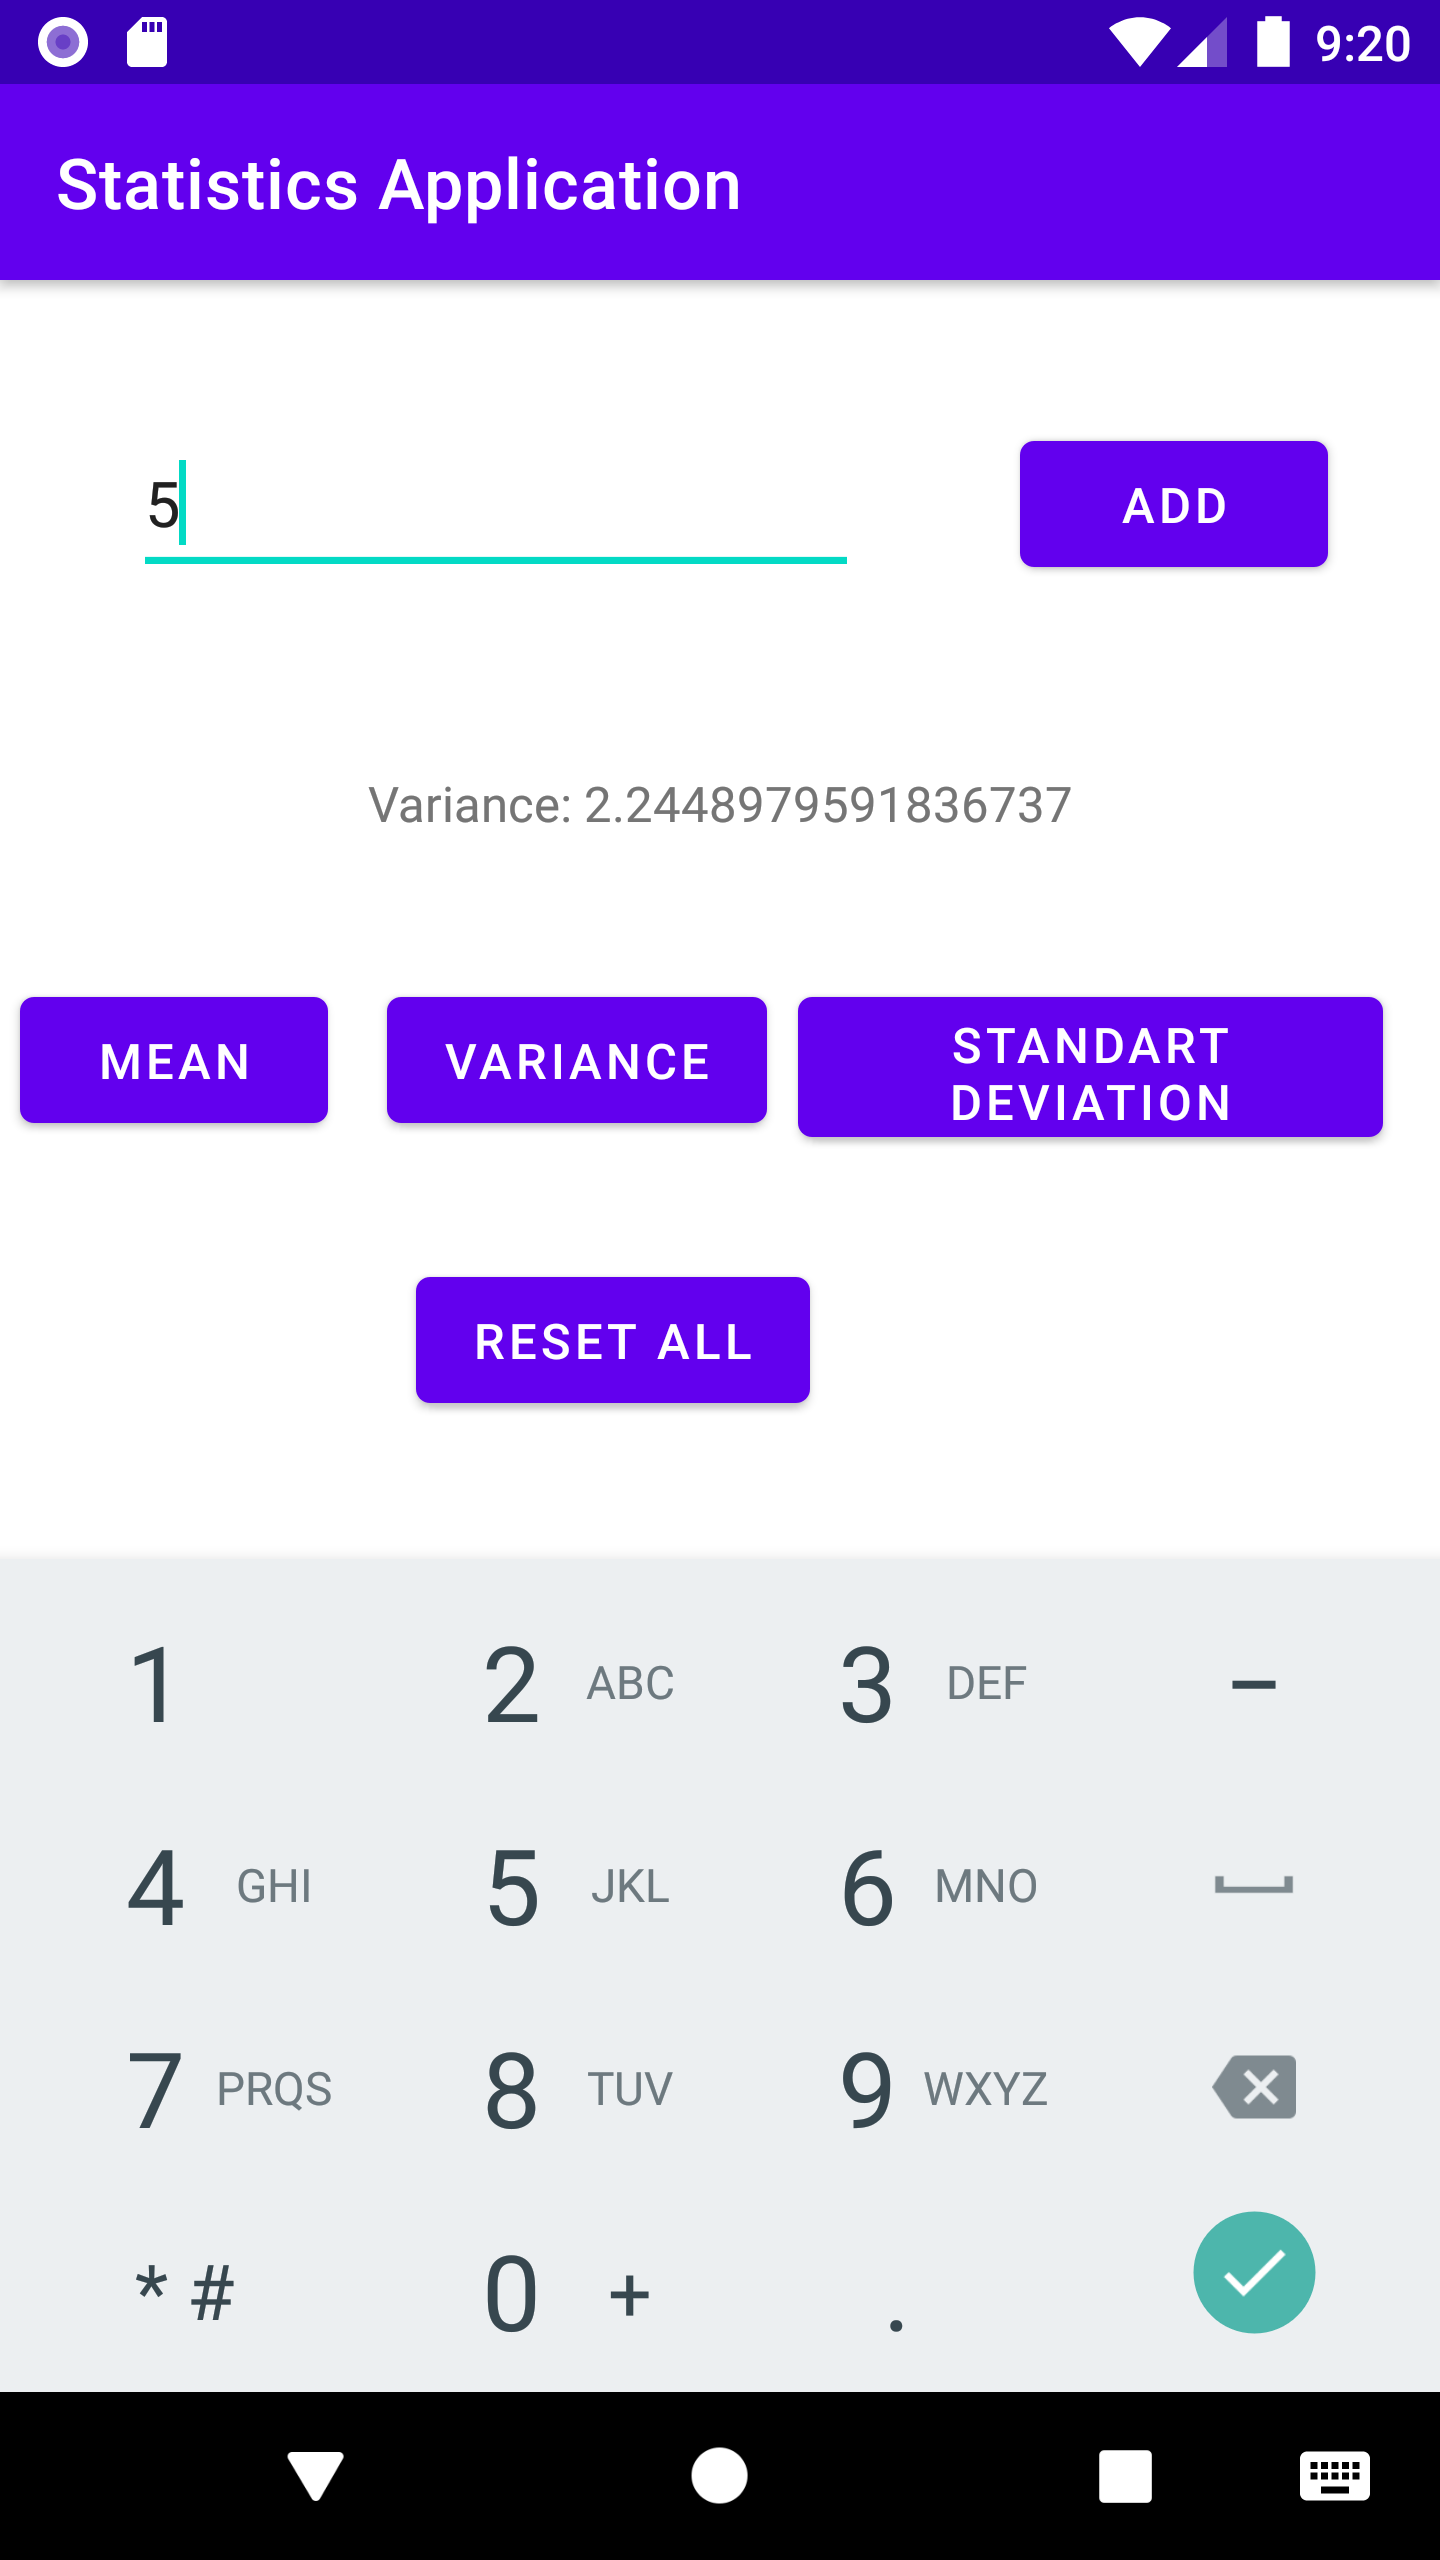 9:20
Statistics Application
5
ADD
Variance: 2.2448979591836737
MEAN
VARIANCE
STANDART
DEVIATION
RESET ALL
1
2 ABC
3 DEF
–
4 GHI
5 JKL
6 MNO
7 PRQS
8 TUV
9 WXYZ
* #
0 +
.